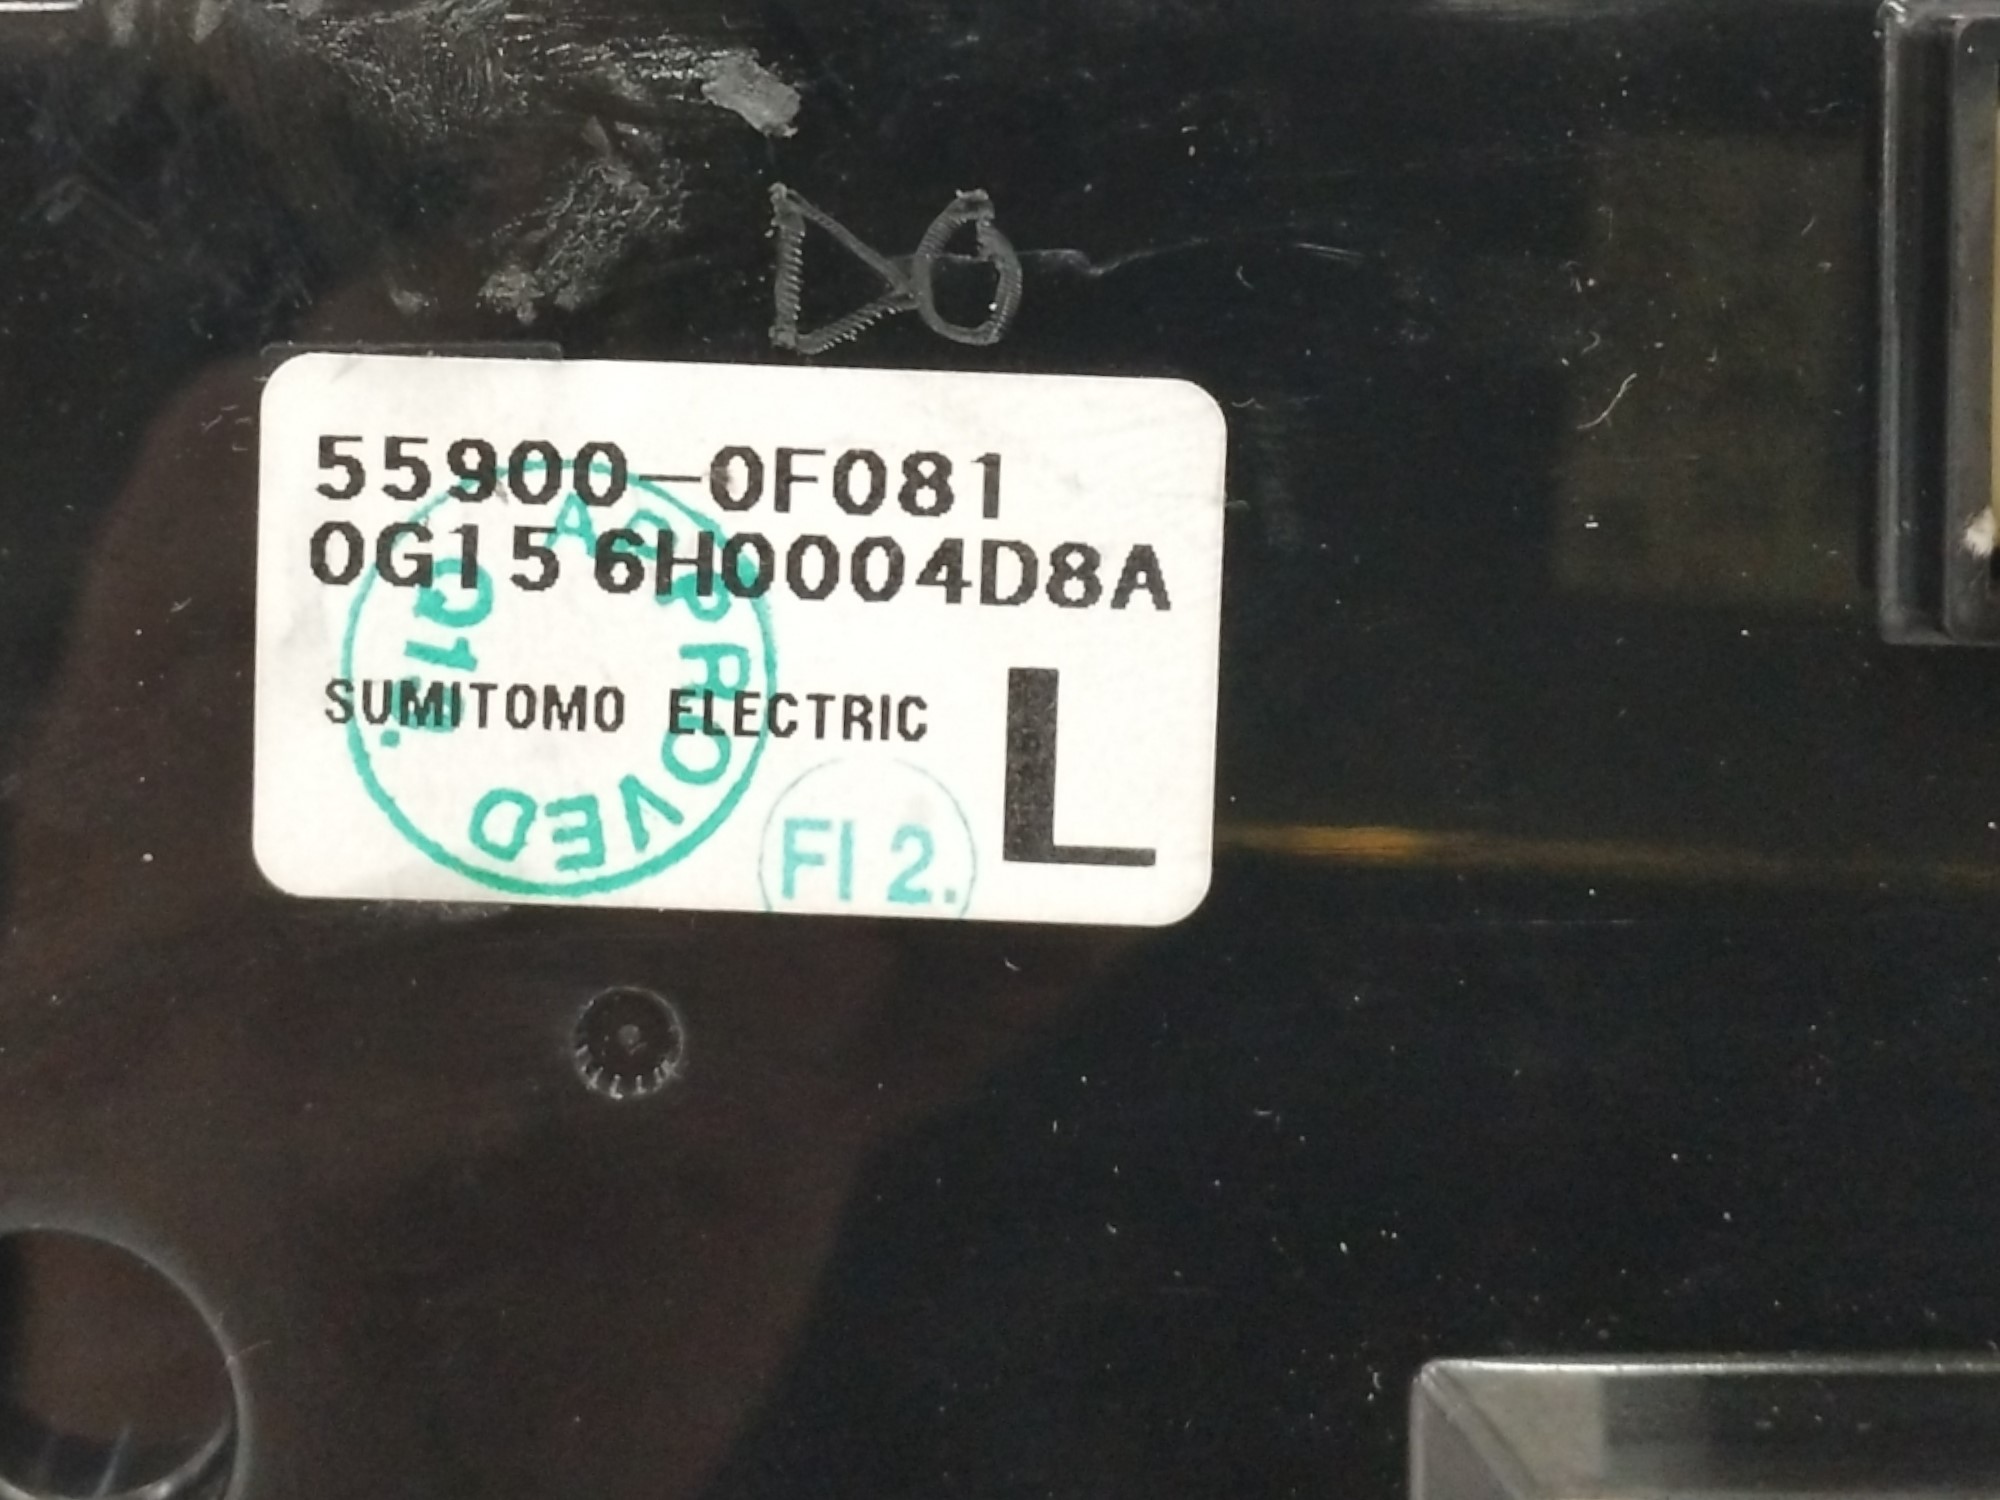 55900-0F081
0G15 6H0004D8A
SUMITOMO ELECTRIC
L
APPROVED
FI 2.